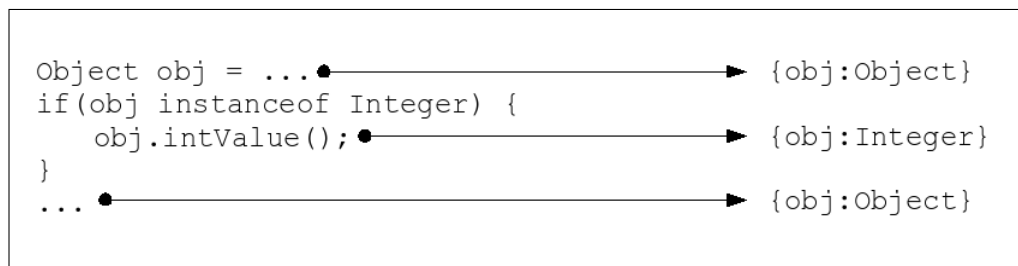 Object obj = ... {obj:Object}
if(obj instanceof Integer) {
obj.intValue(); {obj:Integer}
}
... {obj:Object}